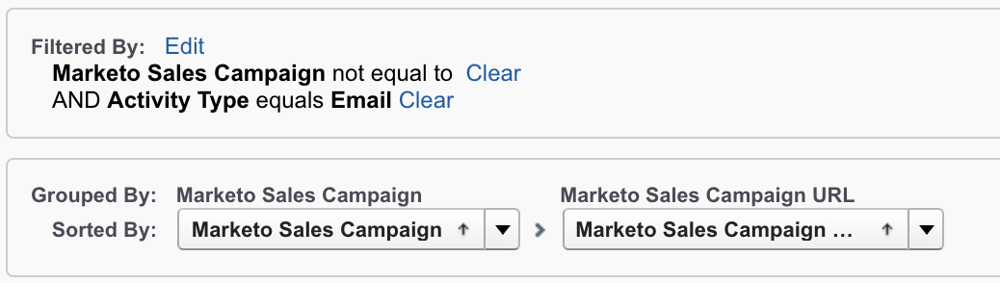 Filtered By: Edit
Marketo Sales Campaign not equal to Clear
AND Activity Type equals Email Clear
Grouped By: Marketo Sales Campaign Marketo Sales Campaign URL
Sorted By: Marketo Sales Campaign Marketo Sales Campaign ...